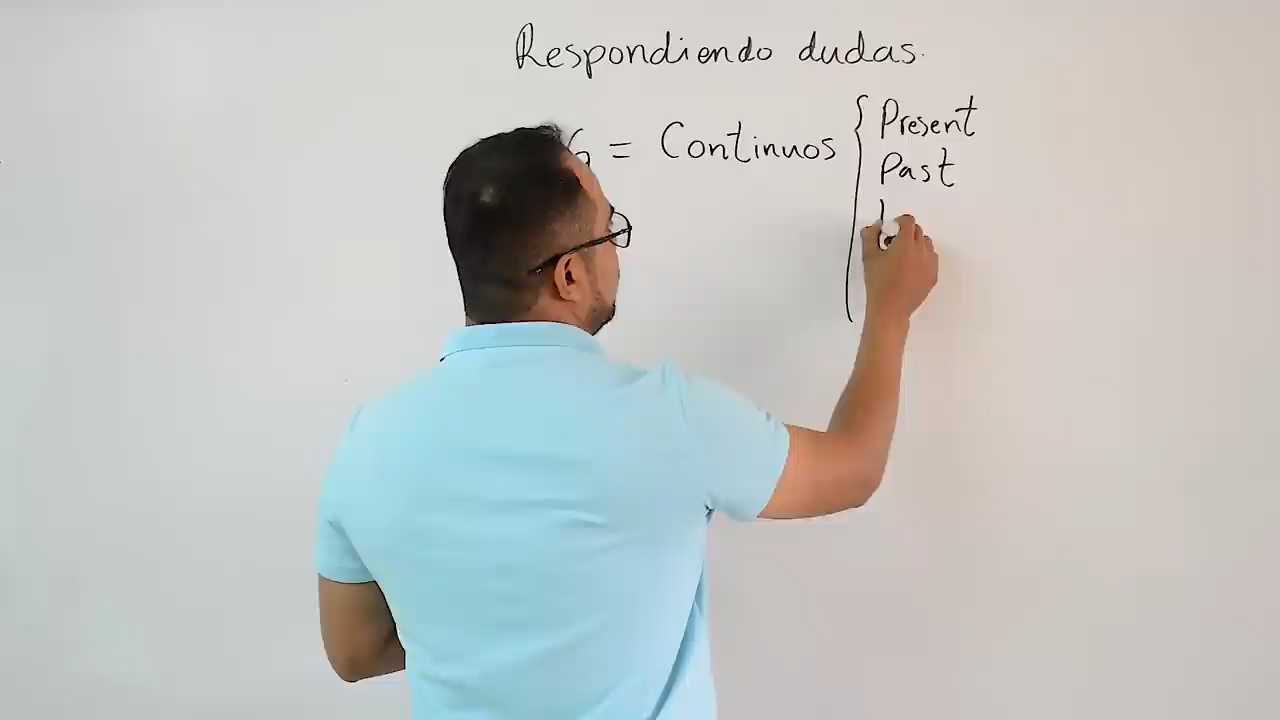 Respondiendo dudas.
G = Continuos { Present
Past